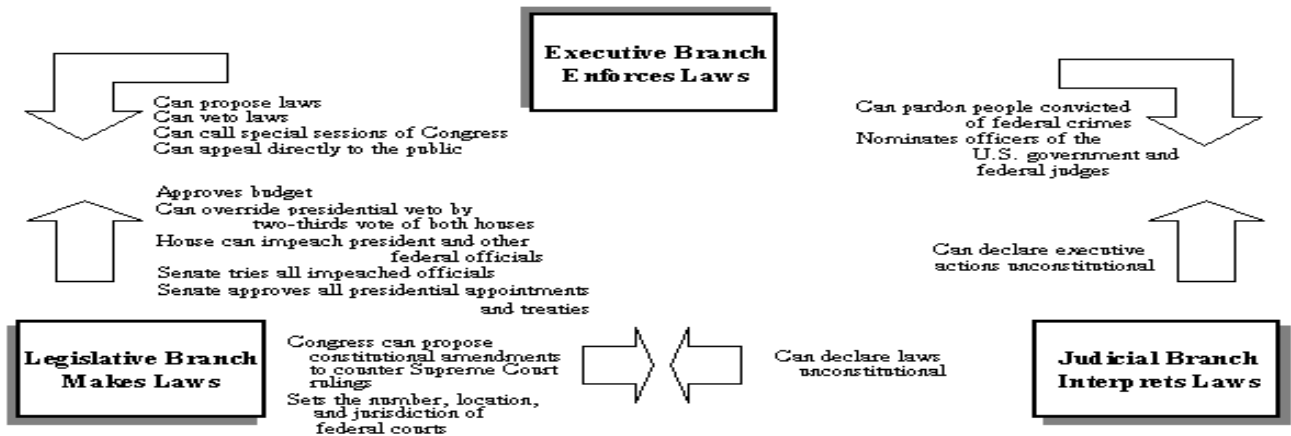 Executive Branch
Enforces Laws
Can propose laws
Can veto laws
Can call special sessions of Congress
Can appeal directly to the public
Can pardon people convicted
of federal crimes
Nominates officers of the
U.S. government and
federal judges
Approves budget
Can override presidential veto by
two-thirds vote of both houses
House can impeach president and other
federal officials
Senate tries all impeached officials
Senate approves all presidential appointments
and treaties
Can declare executive
actions unconstitutional
Legislative Branch
Makes Laws
Congress can propose
constitutional amendments
to counter Supreme Court
rulings
Sets the number, location,
and jurisdiction of
federal courts
Can declare laws
unconstitutional
Judicial Branch
Interprets Laws